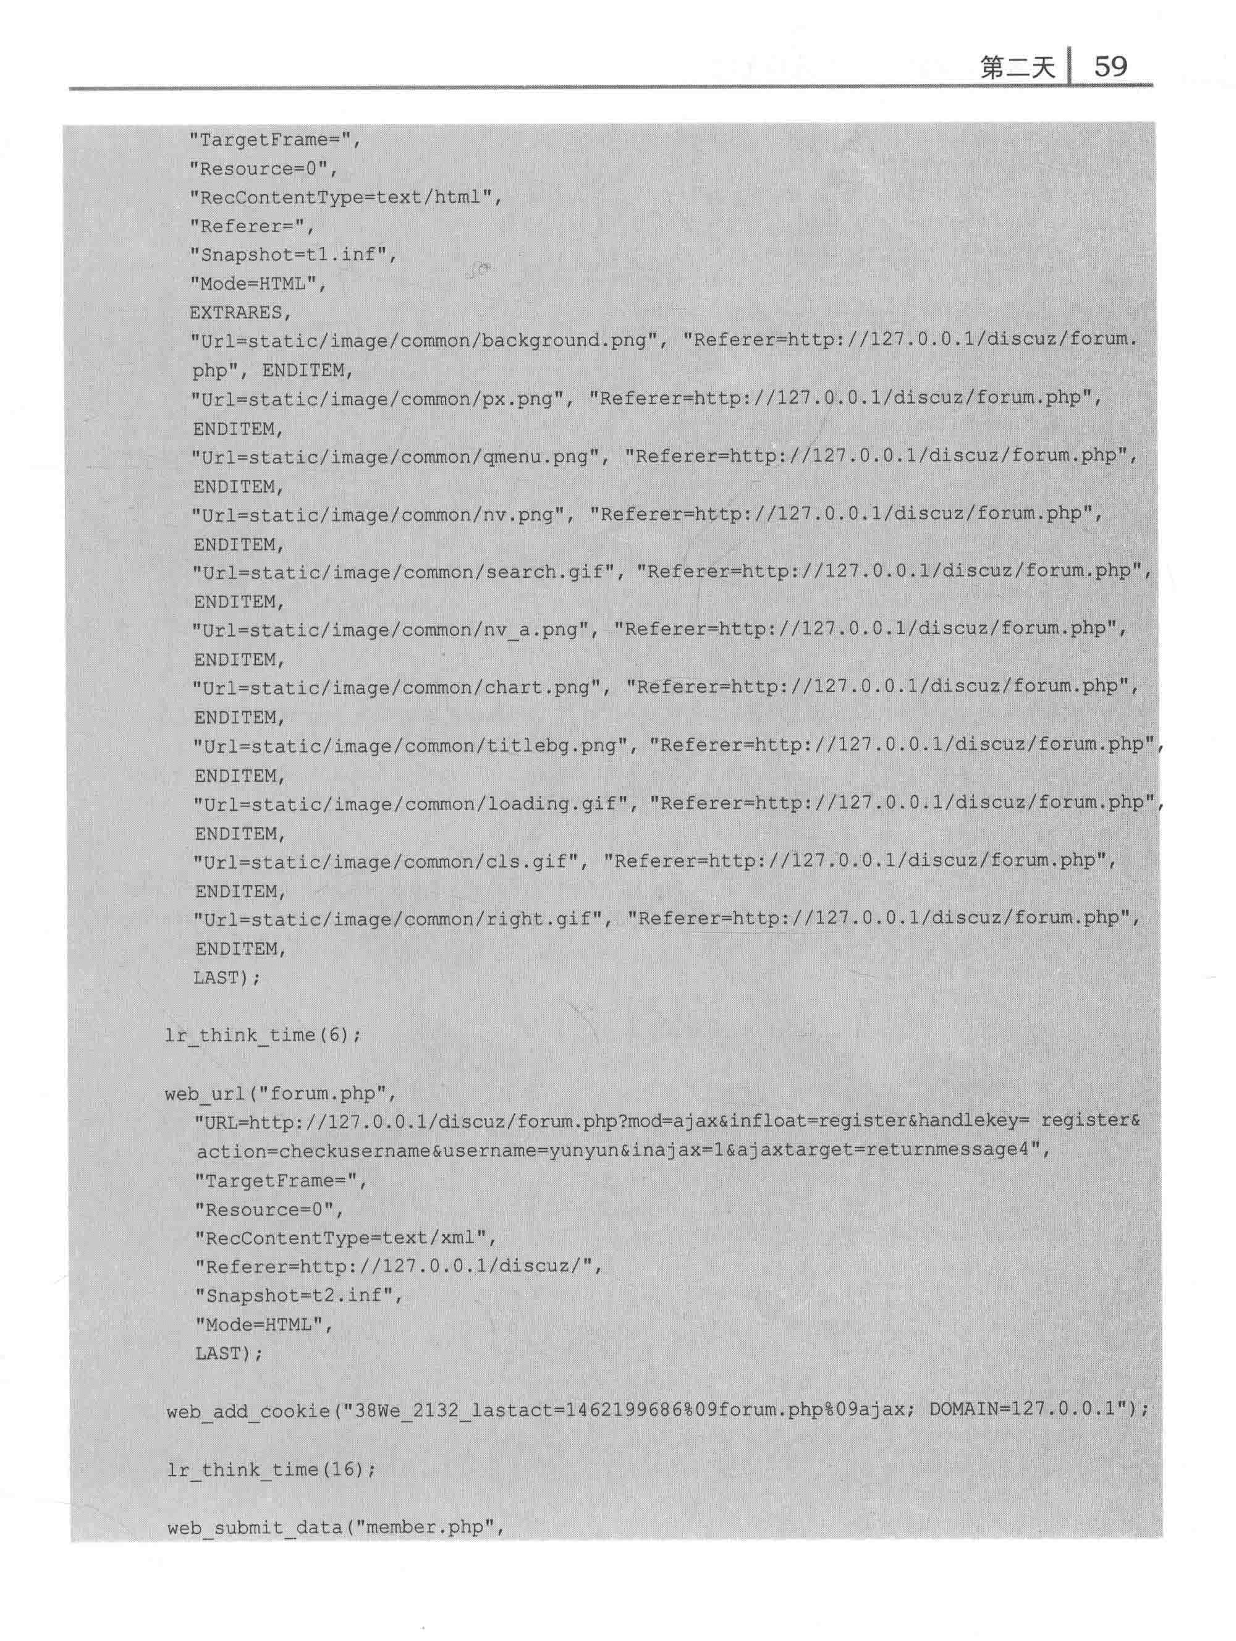 第二天 59
"TargetFrame=",
"Resource=0",
"RecContentType=text/html",
"Referer=",
"Snapshot=t1.inf",
"Mode=HTML",
EXTRARES,
"Url=static/image/common/background.png", "Referer=http://127.0.0.1/discuz/forum.
php", ENDITEM,
"Url=static/image/common/px.png", "Referer=http://127.0.0.1/discuz/forum.php",
ENDITEM,
"Url=static/image/common/qmenu.png", "Referer=http://127.0.0.1/discuz/forum.php",
ENDITEM,
"Url=static/image/common/nv.png", "Referer=http://127.0.0.1/discuz/forum.php",
ENDITEM,
"Url=static/image/common/search.gif", "Referer=http://127.0.0.1/discuz/forum.php",
ENDITEM,
"Url=static/image/common/nv_a.png", "Referer=http://127.0.0.1/discuz/forum.php",
ENDITEM,
"Url=static/image/common/chart.png", "Referer=http://127.0.0.1/discuz/forum.php",
ENDITEM,
"Url=static/image/common/titlebg.png", "Referer=http://127.0.0.1/discuz/forum.php",
ENDITEM,
"Url=static/image/common/loading.gif", "Referer=http://127.0.0.1/discuz/forum.php",
ENDITEM,
"Url=static/image/common/cls.gif", "Referer=http://127.0.0.1/discuz/forum.php",
ENDITEM,
"Url=static/image/common/right.gif", "Referer=http://127.0.0.1/discuz/forum.php",
ENDITEM,
LAST);
lr_think_time(6);
web_url("forum.php",
"URL=http://127.0.0.1/discuz/forum.php?mod=ajax&infloat=register&handlekey= register&
action=checkusername&username=yunyun&inajax=1&ajaxtarget=returnmessage4",
"TargetFrame=",
"Resource=0",
"RecContentType=text/xml",
"Referer=http://127.0.0.1/discuz/",
"Snapshot=t2.inf",
"Mode=HTML",
LAST);
web_add_cookie("38We_2132_lastact=1462199686%09forum.php%09ajax; DOMAIN=127.0.0.1");
lr_think_time(16);
web_submit_data("member.php",